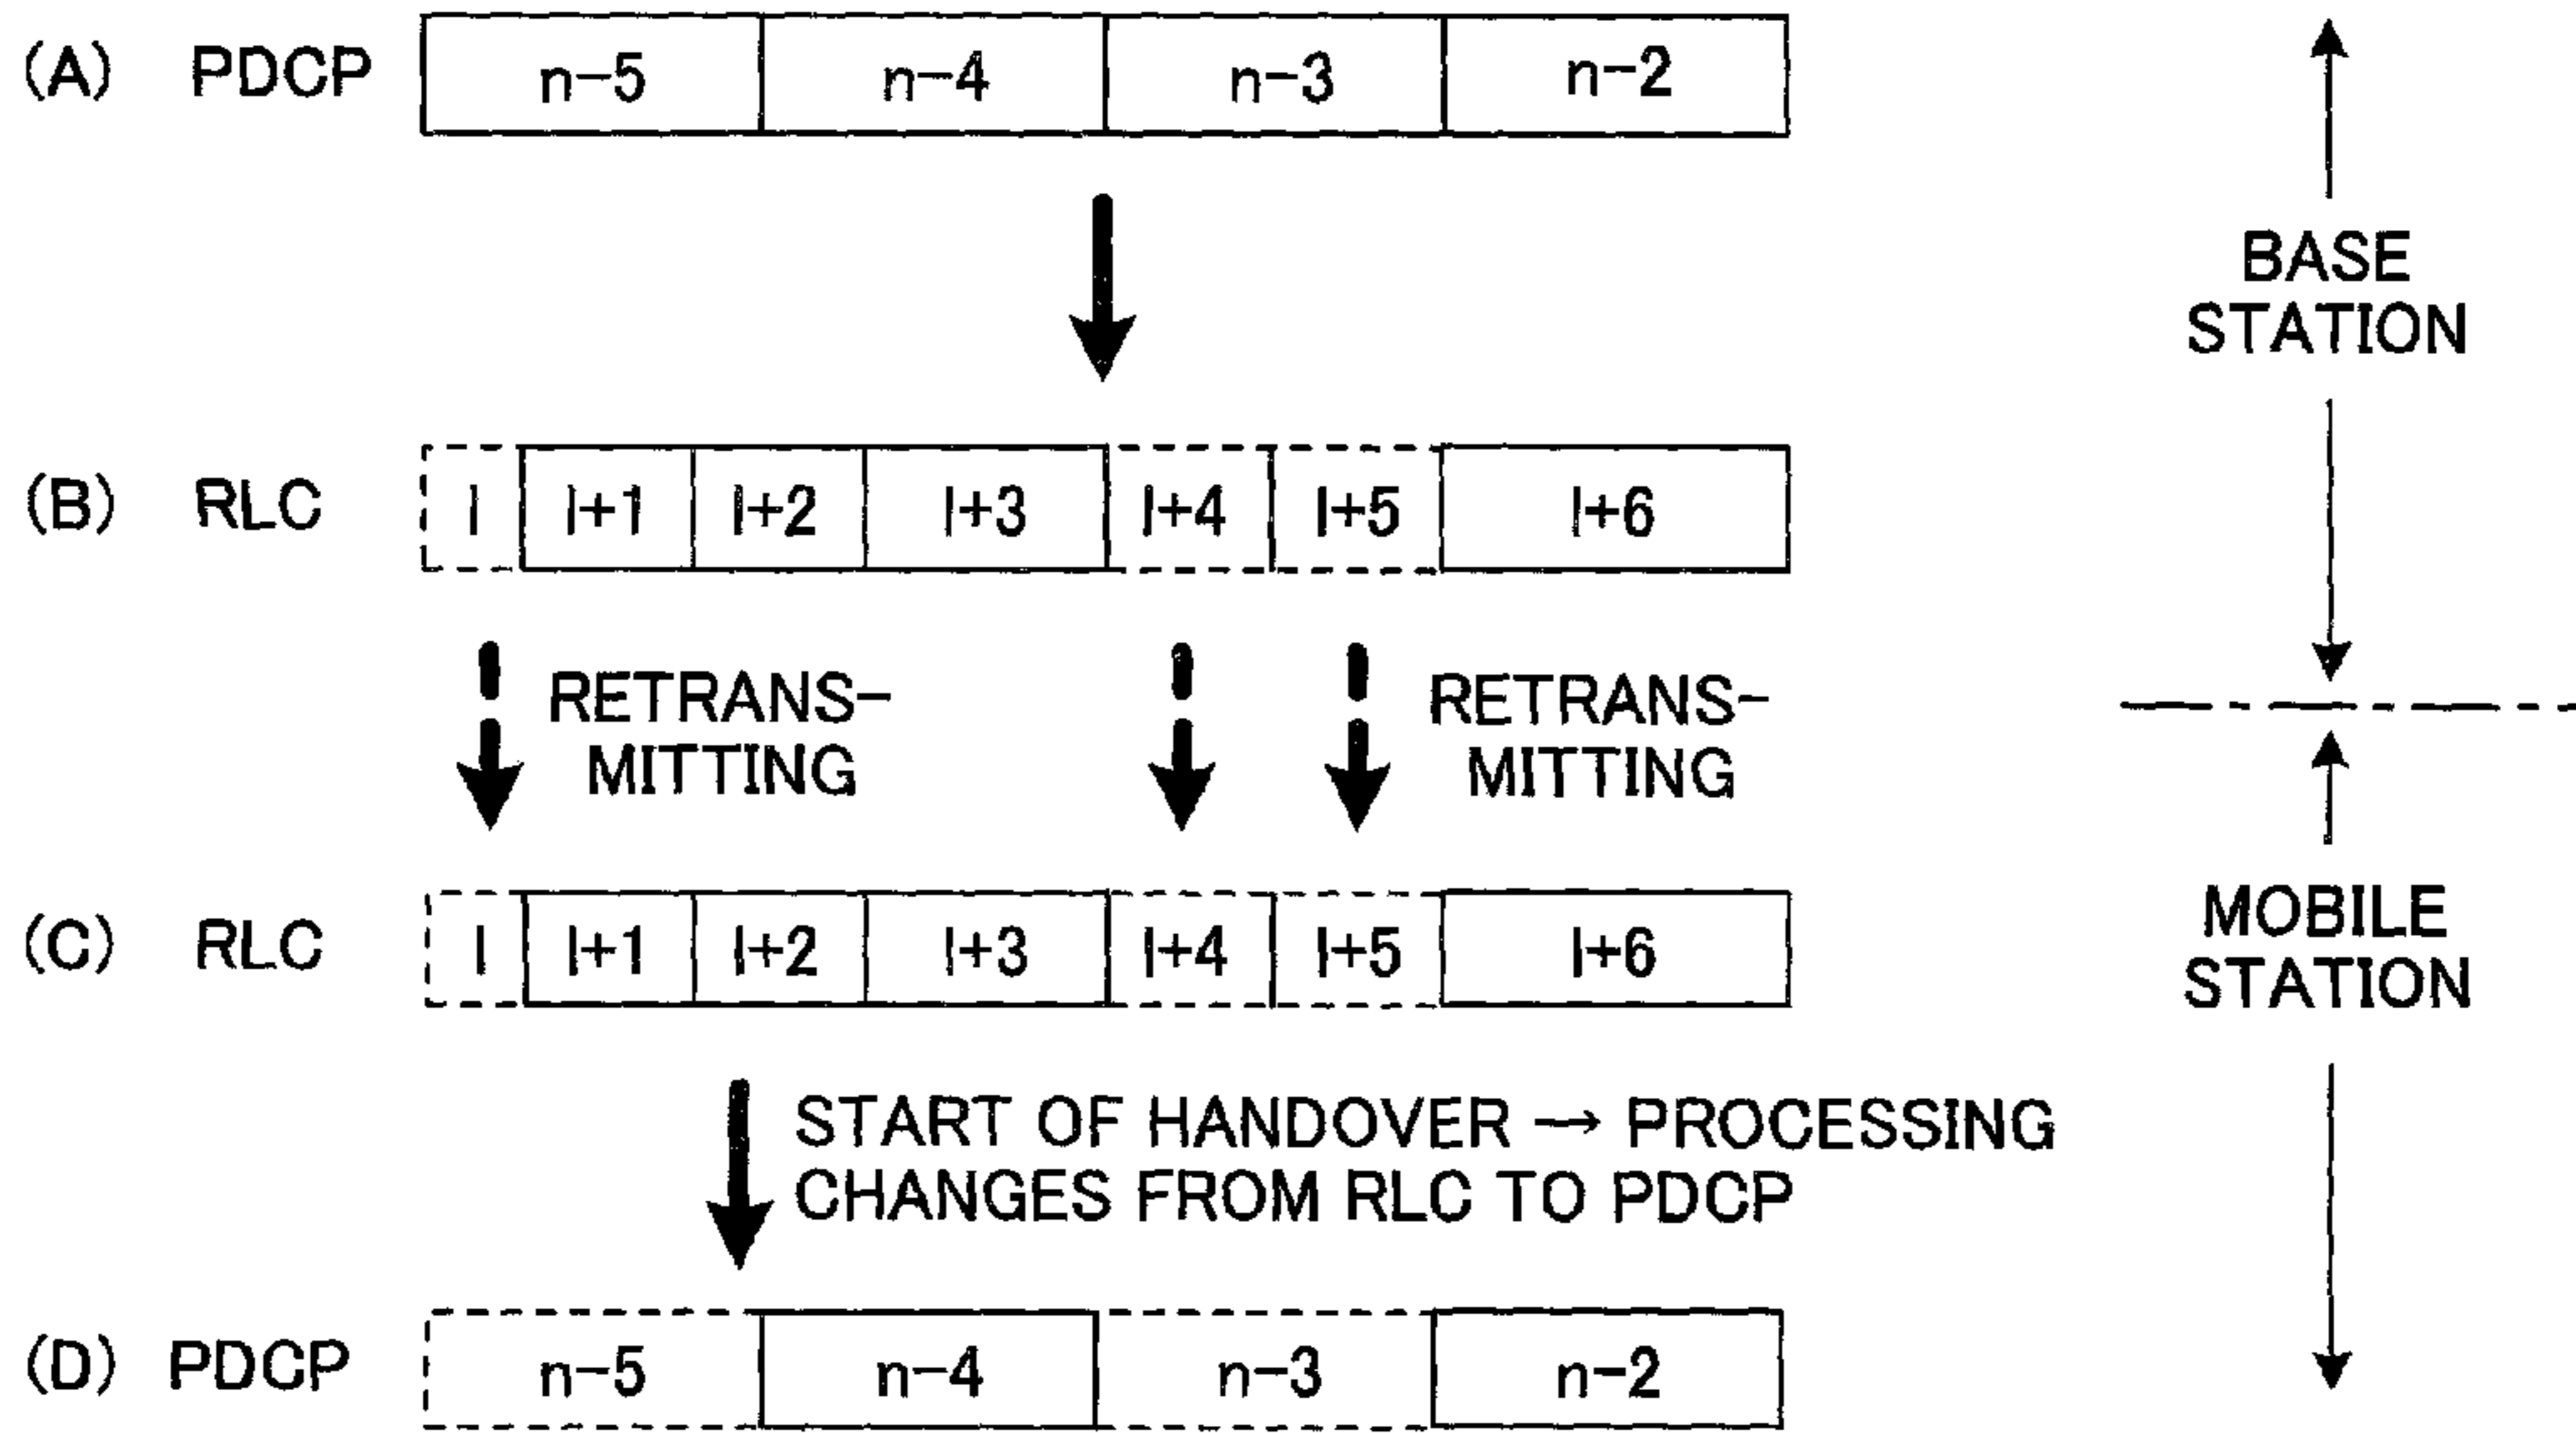 (A) PDCP n-5 n-4 n-3 n-2
BASE
STATION
(B) RLC l l+1 l+2 l+3 l+4 l+5 l+6
RETRANS-
MITTING
RETRANS-
MITTING
(C) RLC l l+1 l+2 l+3 l+4 l+5 l+6
MOBILE
STATION
START OF HANDOVER → PROCESSING
CHANGES FROM RLC TO PDCP
(D) PDCP n-5 n-4 n-3 n-2